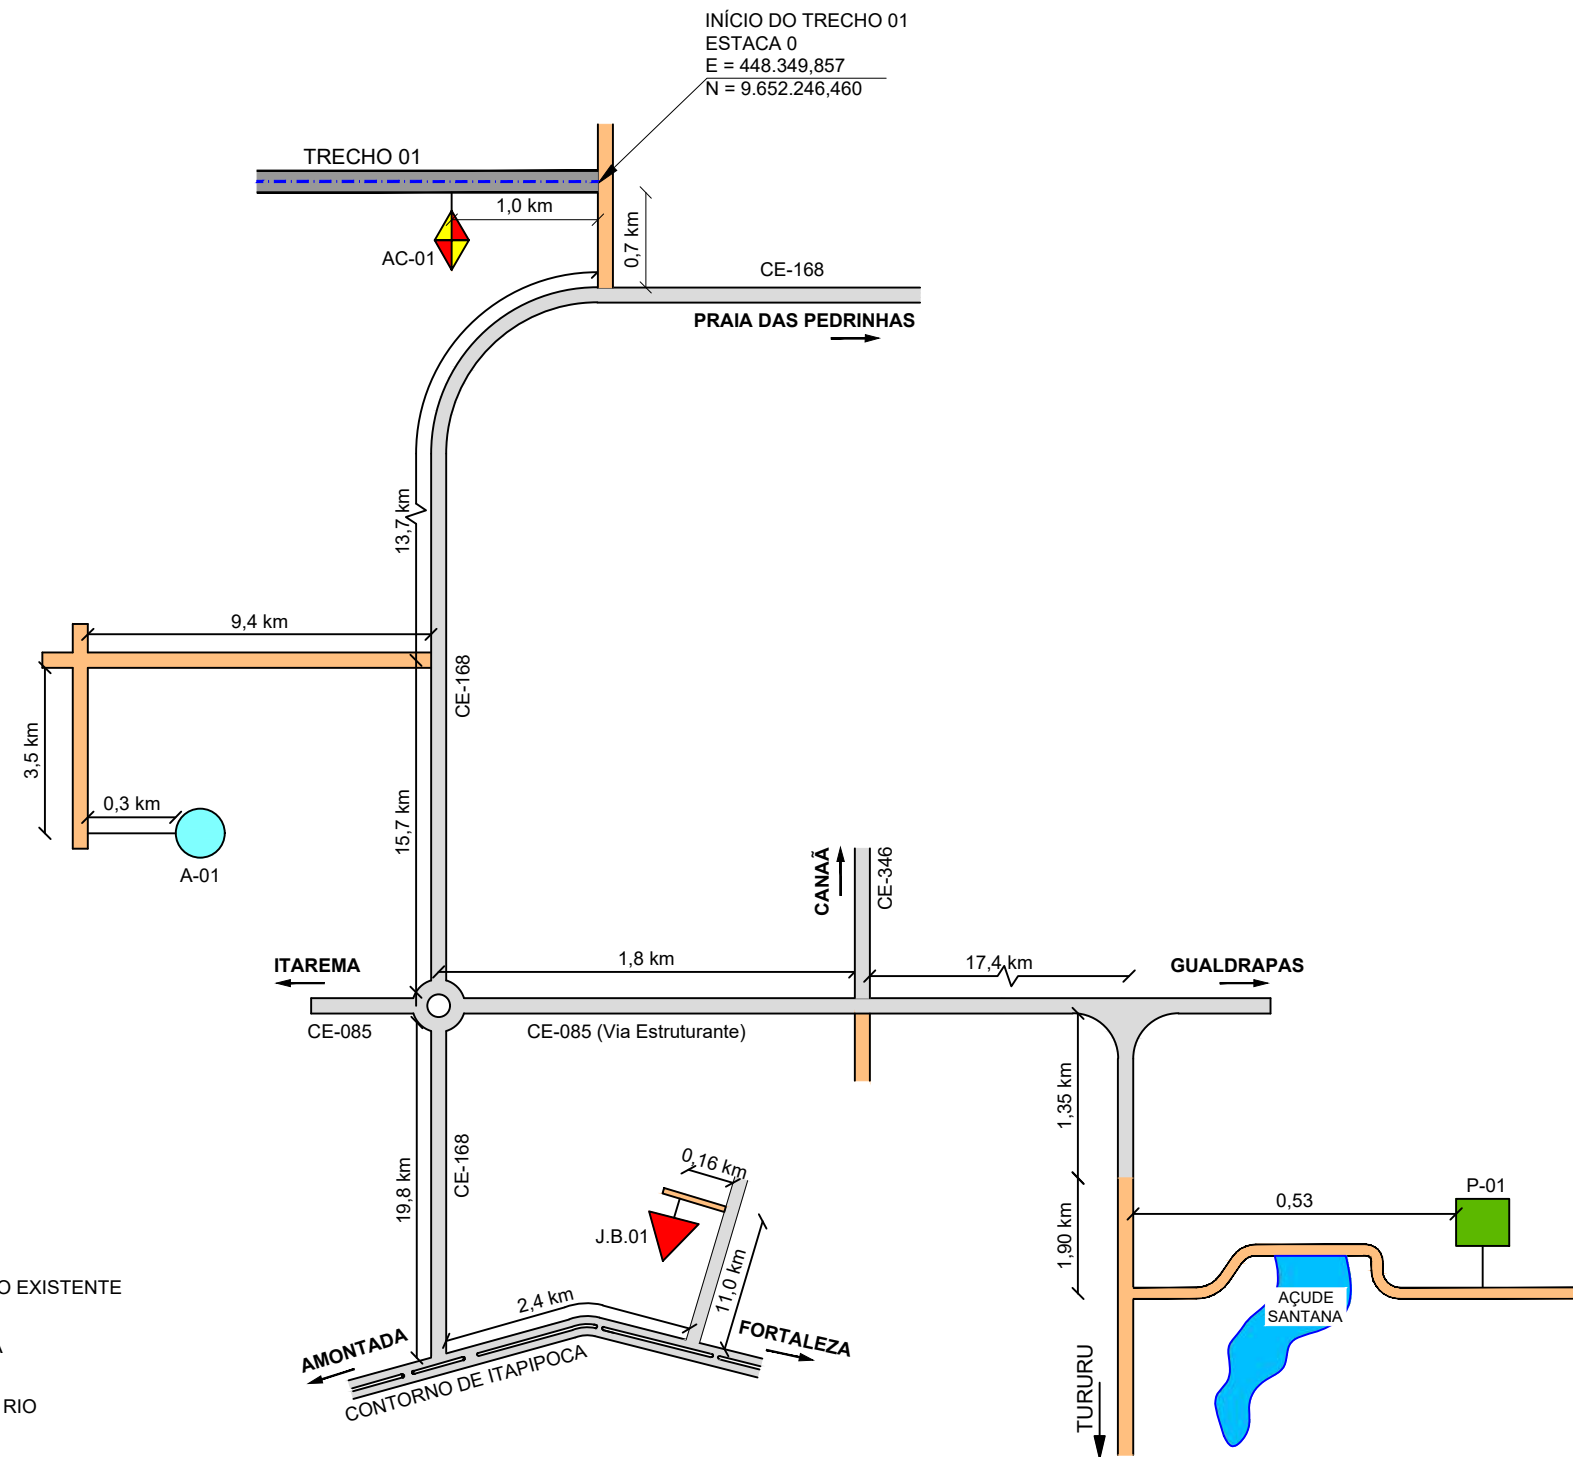 INÍCIO DO TRECHO 01
ESTACA 0
E = 448.349,857
N = 9.652.246,460
TRECHO 01
1,0 km
0,7 km
AC-01
CE-168
PRAIA DAS PEDRINHAS
13,7 km
9,4 km
CE-168
3,5 km
0,3 km
A-01
15,7 km
CANAÃ
CE-346
ITAREMA
1,8 km
17,4 km
GUALDRAPAS
CE-085
CE-085 (Via Estruturante)
1,35 km
19,8 km
CE-168
0,16 km
J.B.01
11,0 km
1,90 km
0,53
P-01
O EXISTENTE
2,4 km
AÇUDE
SANTANA
AMONTADA
FORTALEZA
A
CONTORNO DE ITAPIPOCA
TURURU
RIO